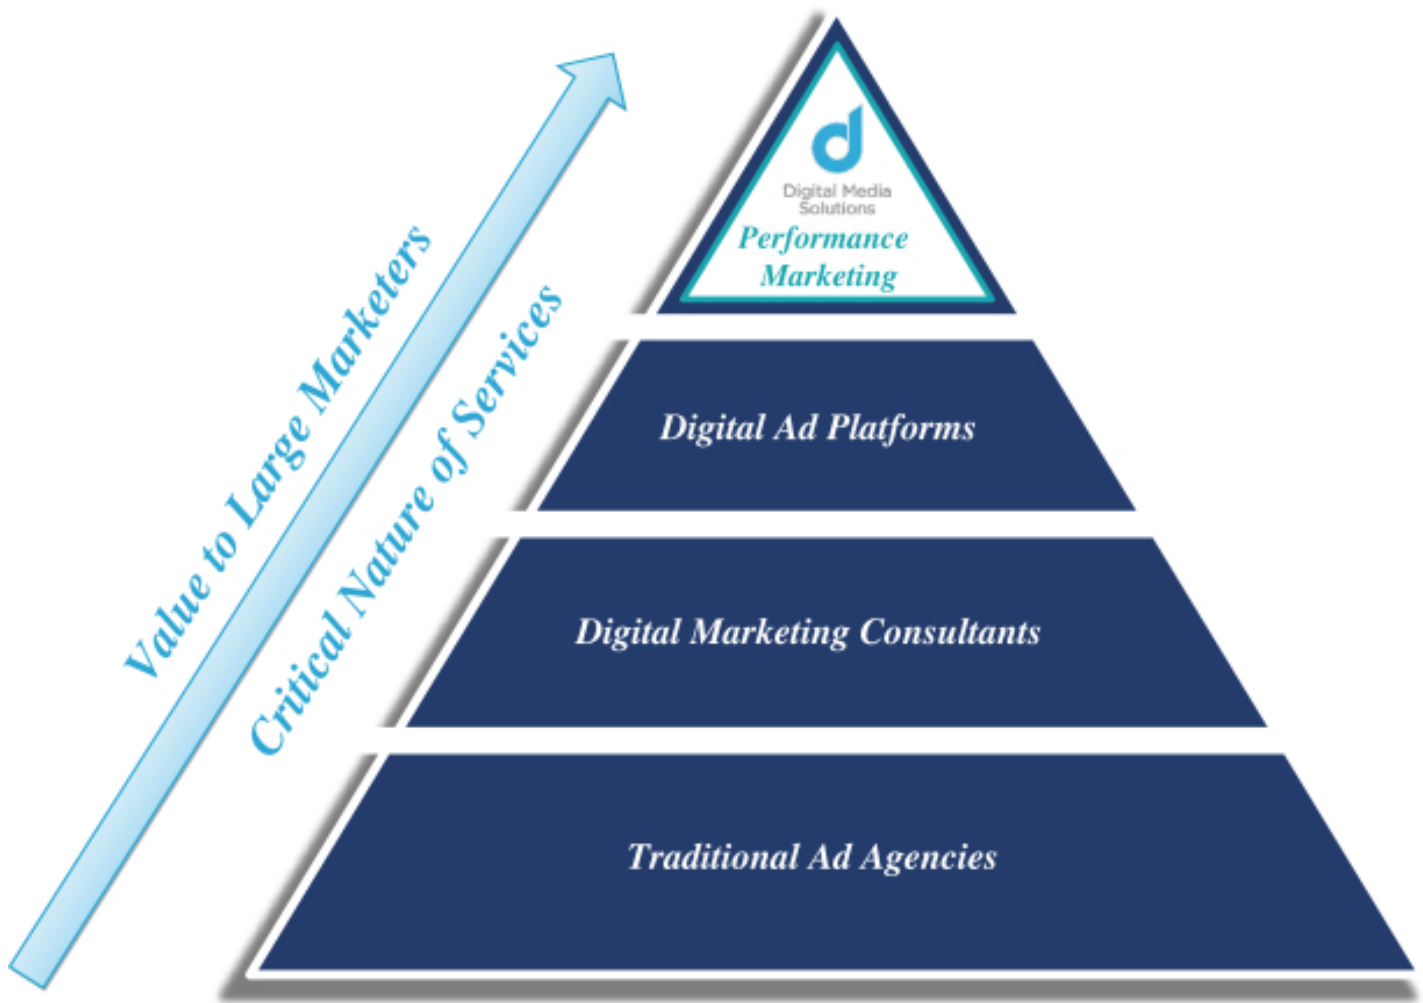 Digital Media
Solutions
Performance
Marketing
Value to Large Marketers
Critical Nature of Services
Digital Ad Platforms
Digital Marketing Consultants
Traditional Ad Agencies